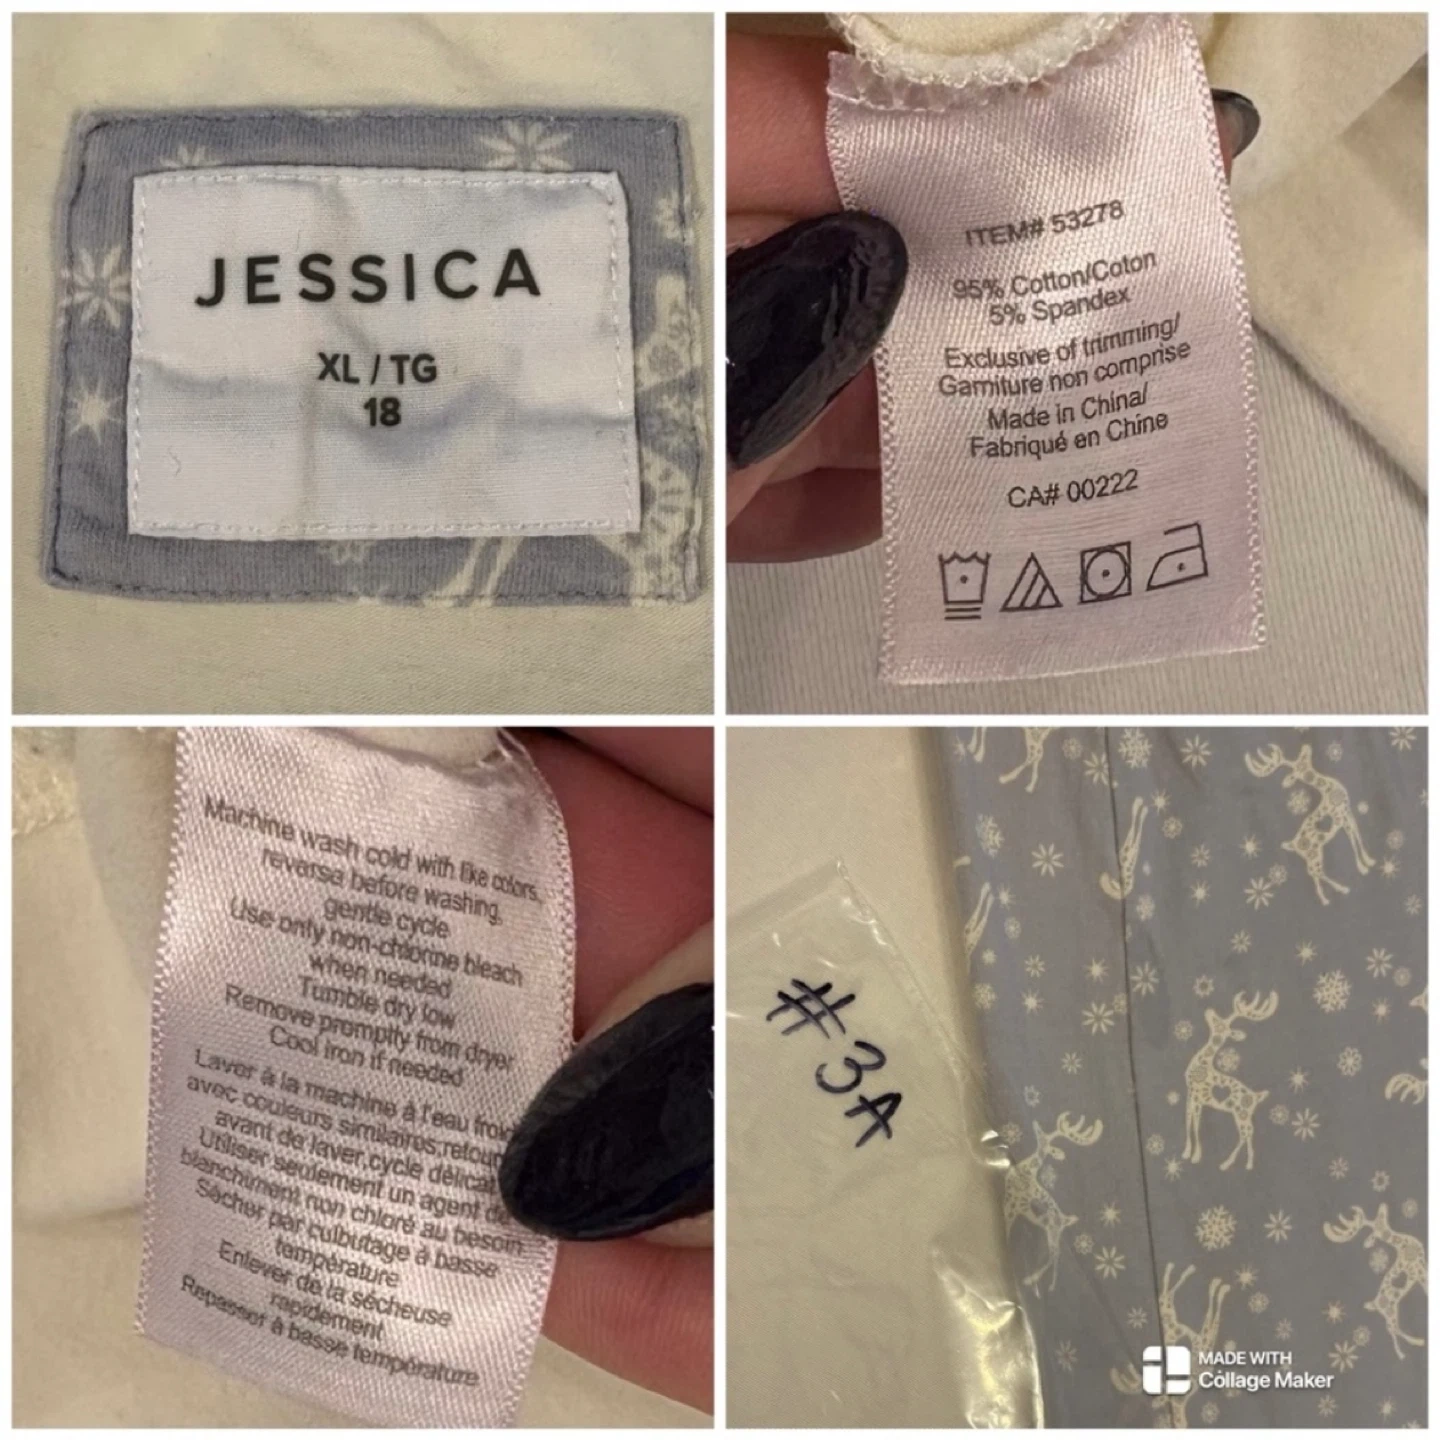 JESSICA
XL / TG
18
ITEM# 53278
95% Cotton/Coton
5% Spandex
Exclusive of trimming/
Garniture non comprise
Made in China/
Fabriqué en Chine
CA# 00222
Machine wash cold with like colors,
reverse before washing,
gentle cycle
Use only non-chlorine bleach
when needed
Tumble dry low
Remove promptly from dryer
Cool iron if needed
Laver à la machine à l'eau froide
avec couleurs similaires,retour
avant de laver,cycle délicat
Utiliser seulement un agent de
blanchiment non chloré au besoin
Sécher par culbutage à basse
température
Enlever de la sécheuse
rapidement
Repasser à basse température
#3A
MADE WITH
Collage Maker